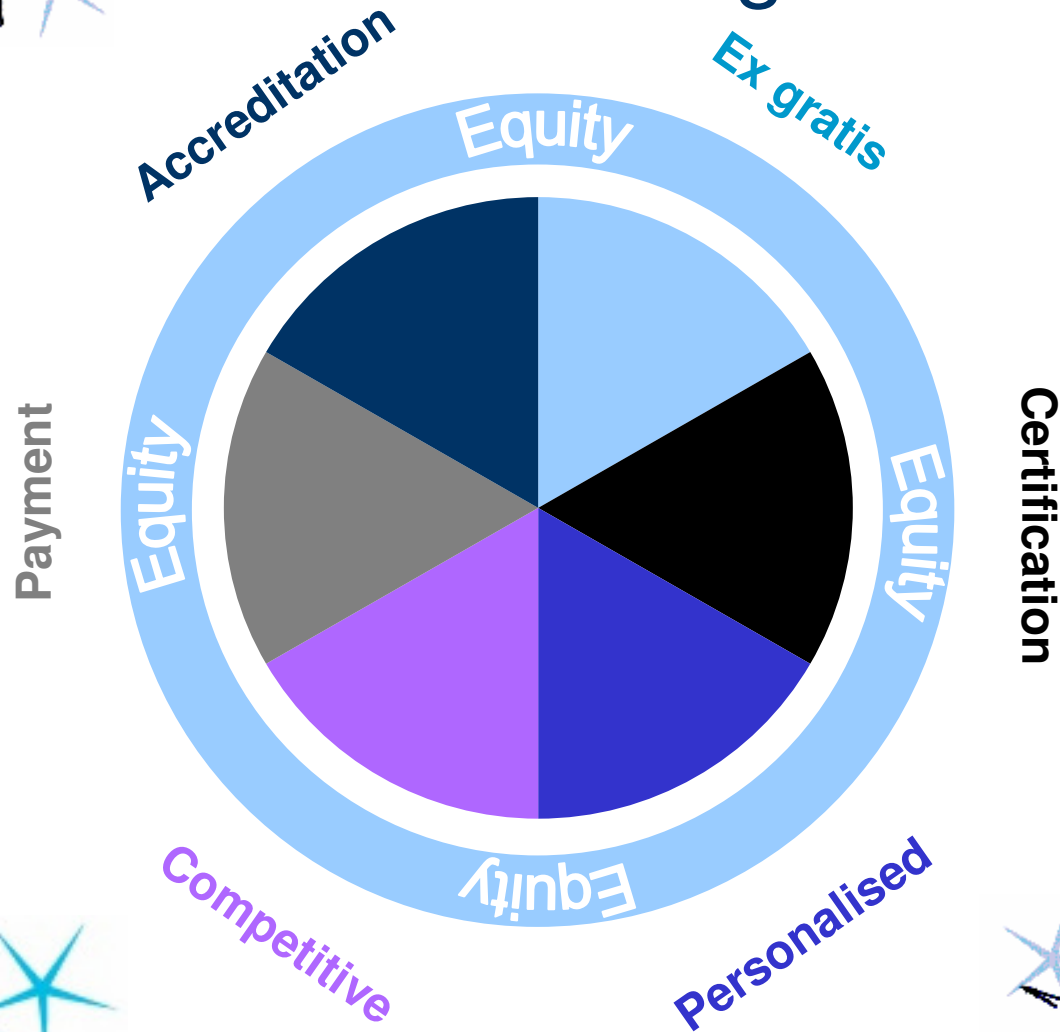 Accreditation
Ex gratis
Equity
Payment
Equity
Equity
Certification
Equity
Competitive
Personalised